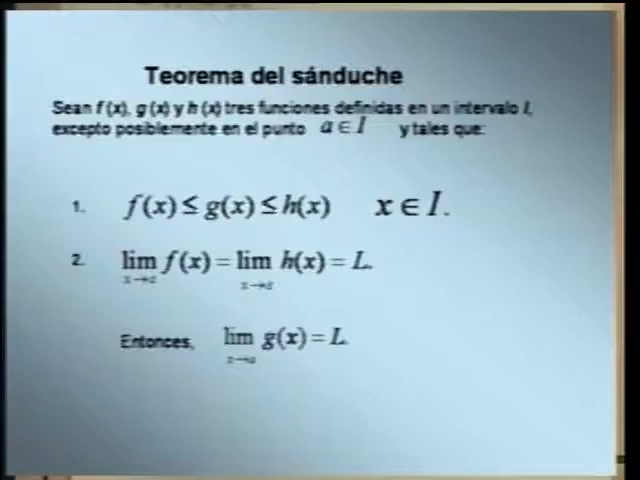 Teorema del sánduche
Sean f (x), g (x) y h (x) tres funciones definidas en un intervalo I,
excepto posiblemente en el punto a ∈ I y tales que:
1. f(x) ≤ g(x) ≤ h(x) x ∈ I.
2. lim f(x) = lim h(x) = L.
x→a x→a
Entonces, lim g(x) = L
x→a